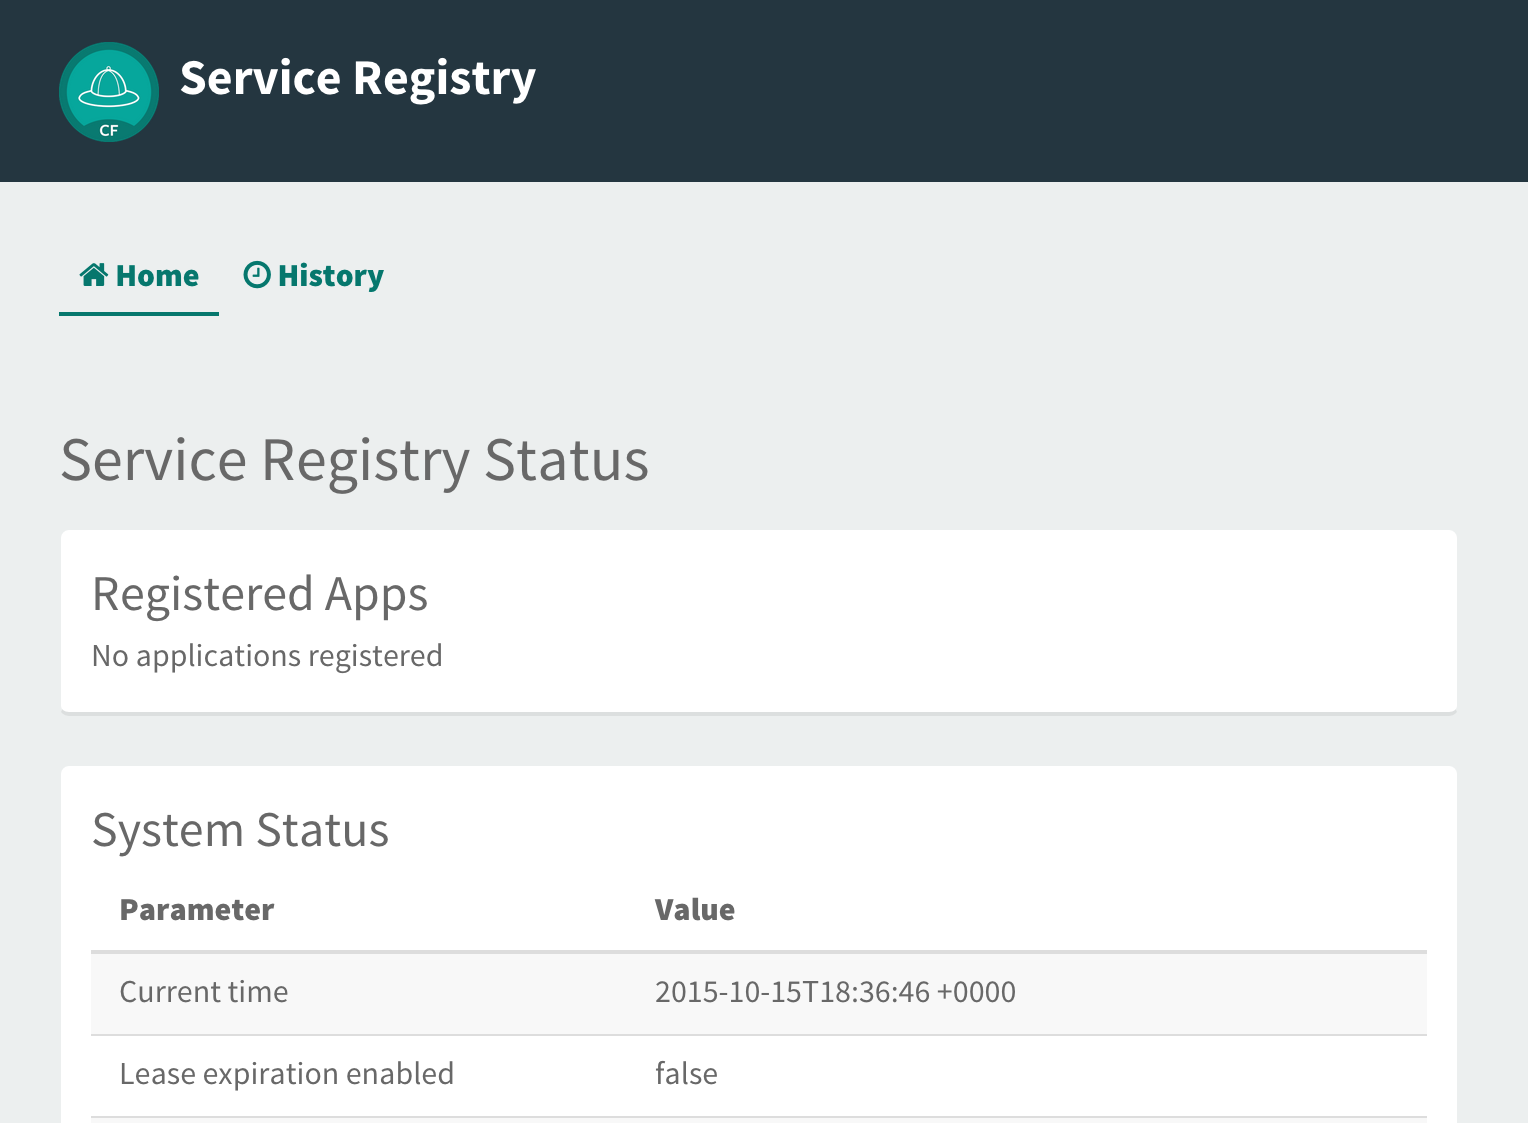 CF
Service Registry
Home
History
Service Registry Status
Registered Apps
No applications registered
System Status
Parameter Value
Current time 2015-10-15T18:36:46 +0000
Lease expiration enabled false